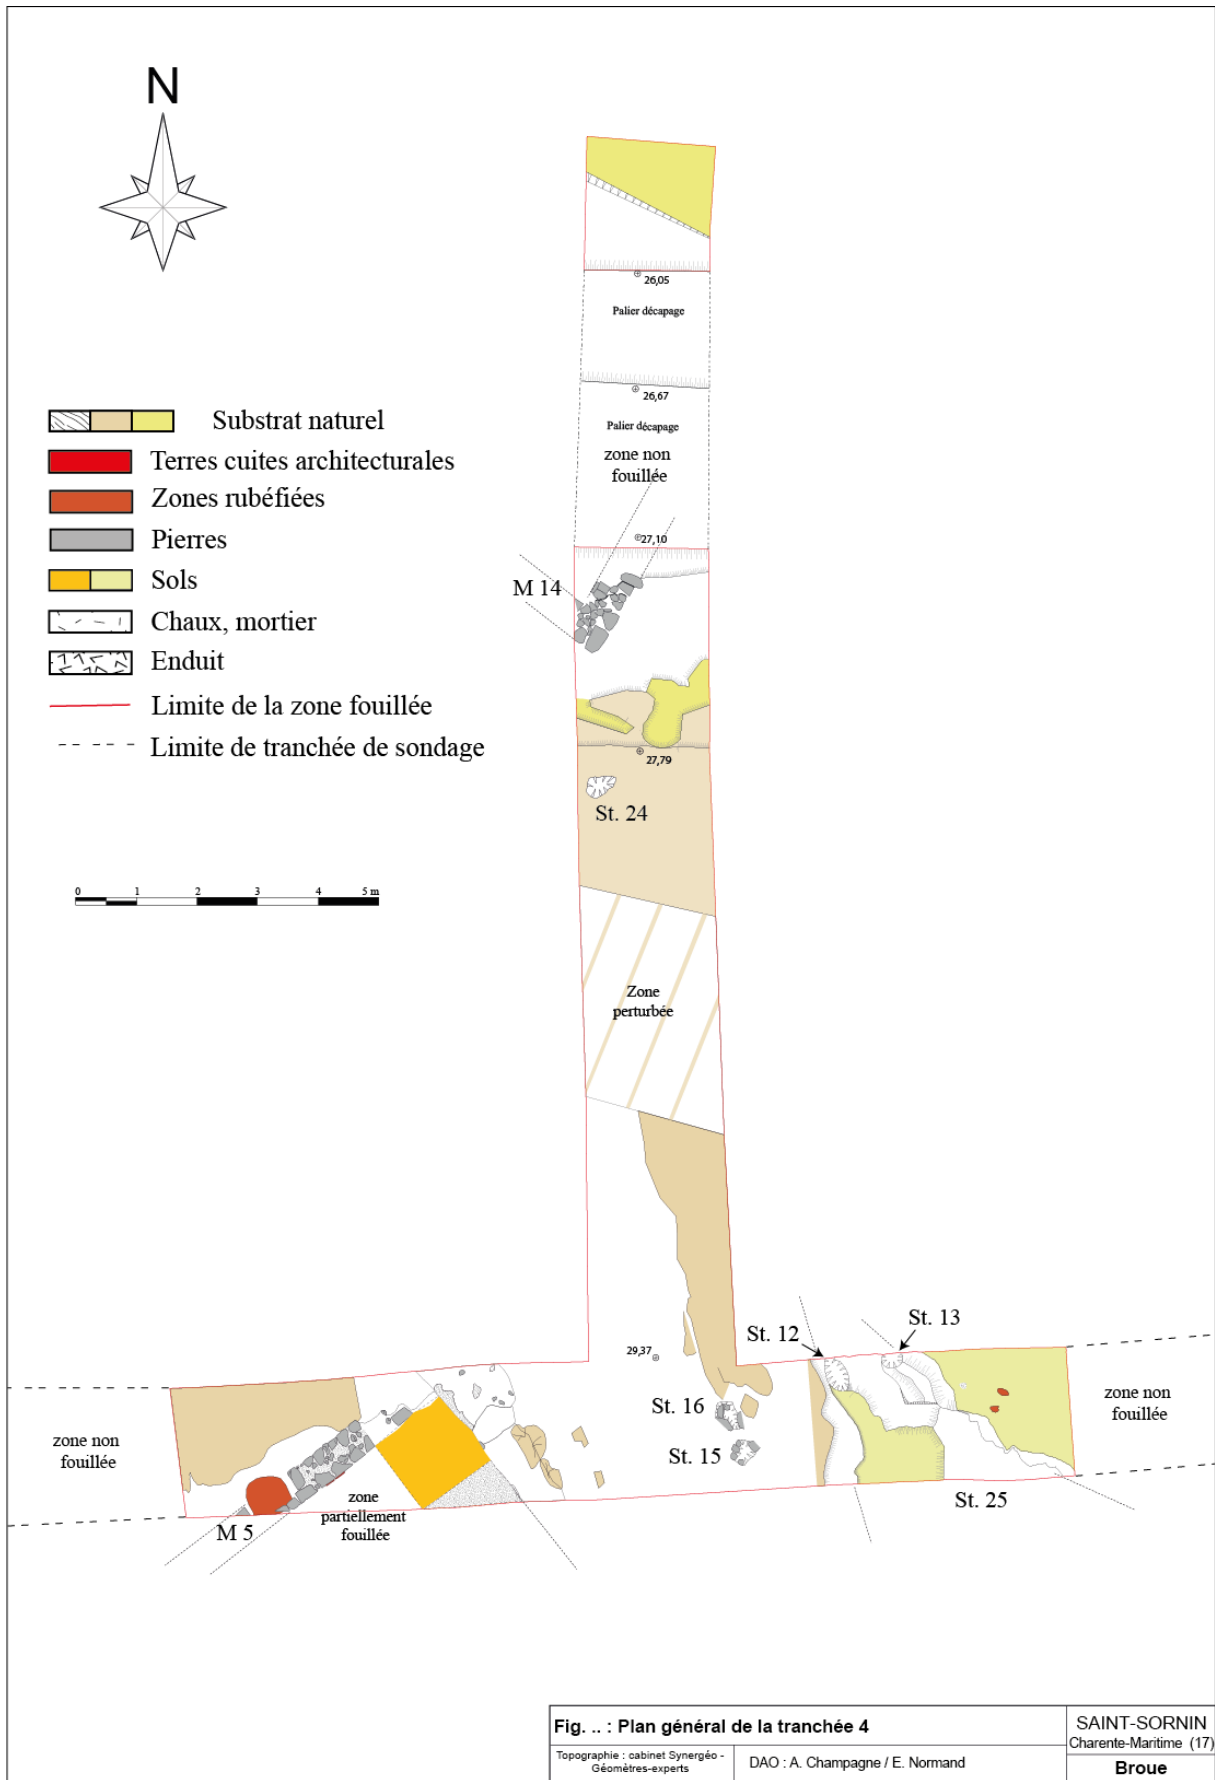 N
26,05
Palier décapage
26,67
Palier décapage
zone non
fouillée
27,10
M 14
27,79
St. 24
Substrat naturel
Terres cuites architecturales
Zones rubéfiées
Pierres
Sols
Chaux, mortier
Enduit
Limite de la zone fouillée
Limite de tranchée de sondage
0 1 2 3 4 5 m
Zone
perturbée
29,37
St. 12
St. 13
St. 16
St. 15
St. 25
zone non
fouillée
zone non
fouillée
zone
partiellement
fouillée
M 5
Fig. .. : Plan général de la tranchée 4
Topographie : cabinet Synergéo -
Géomètres-experts
DAO : A. Champagne / E. Normand
SAINT-SORNIN
Charente-Maritime (17)
Broue